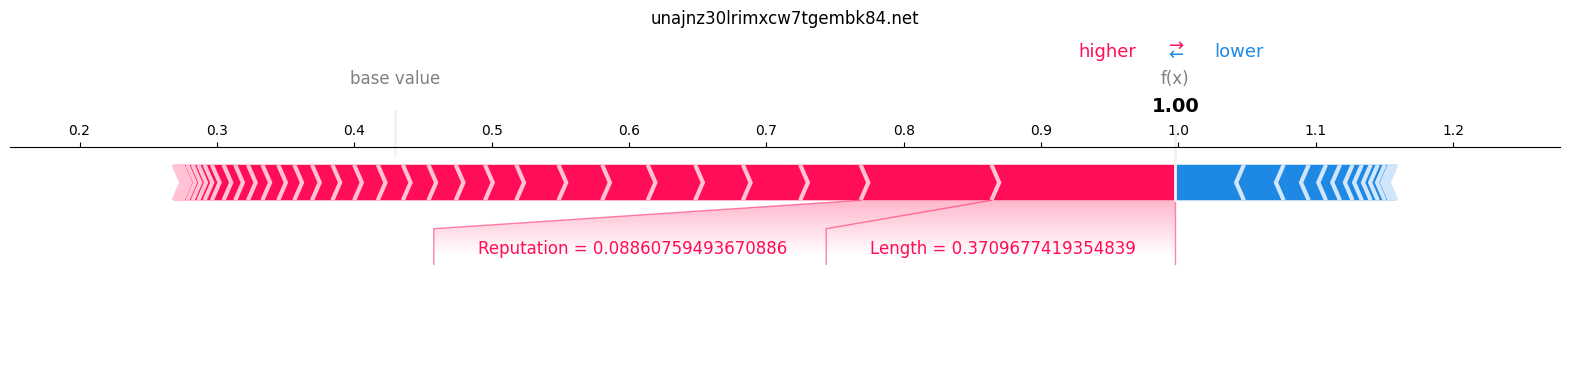 unajnz30lrimxcw7tgembk84.net
higher → ← lower
base value f(x)
1.00
0.2 0.3 0.4 0.5 0.6 0.7 0.8 0.9 1.0 1.1 1.2
Reputation = 0.08860759493670886 Length = 0.3709677419354839